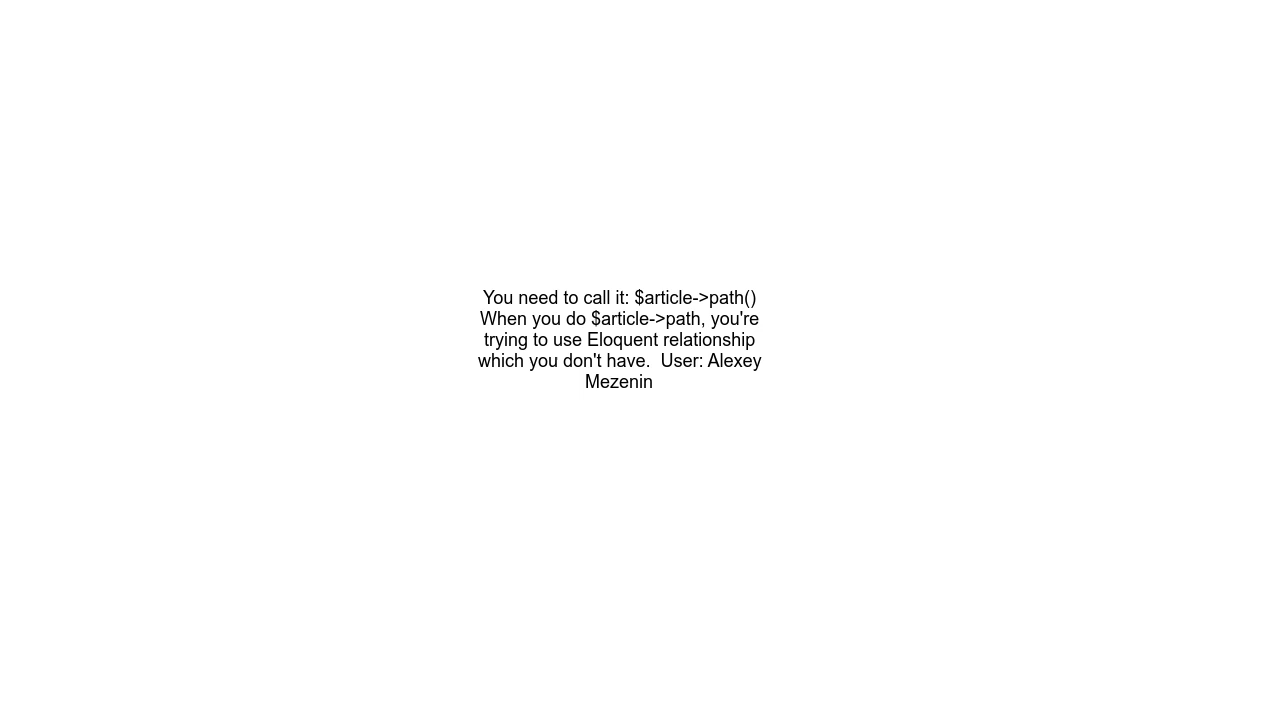 You need to call it: $article->path()
When you do $article->path, you're
trying to use Eloquent relationship
which you don't have.  User: Alexey
Mezenin